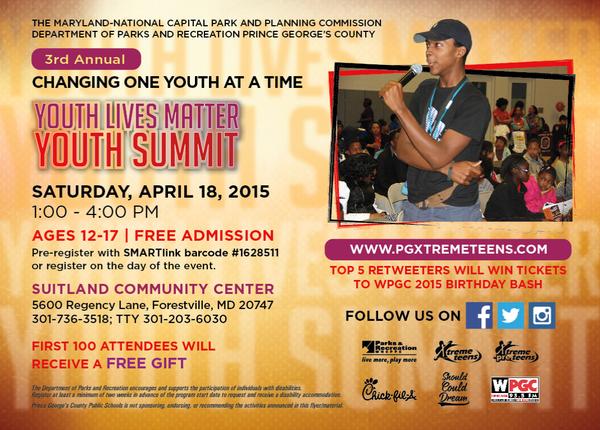 THE MARYLAND-NATIONAL CAPITAL PARK AND PLANNING COMMISSION
DEPARTMENT OF PARKS AND RECREATION PRINCE GEORGE'S COUNTY
3rd Annual
CHANGING ONE YOUTH AT A TIME
YOUTH LIVES MATTER
YOUTH SUMMIT
SATURDAY, APRIL 18, 2015
1:00 - 4:00 PM
AGES 12-17 | FREE ADMISSION
Pre-register with SMARTlink barcode #1628511
or register on the day of the event.
SUITLAND COMMUNITY CENTER
5600 Regency Lane, Forestville, MD 20747
301-736-3518; TTY 301-203-6030
FIRST 100 ATTENDEES WILL
RECEIVE A FREE GIFT
The Department of Parks and Recreation encourages and supports the participation of individuals with disabilities.
Register at least a minimum of two weeks in advance of the program start date to request and receive a disability accommodation.
Prince George's County Public Schools is not sponsoring, endorsing, or recommending the activities announced in this flyer/material.
WWW.PGXTREMETEENS.COM
TOP 5 RETWEETERS WILL WIN TICKETS
TO WPGC 2015 BIRTHDAY BASH
FOLLOW US ON
Parks &
Recreation
live more, play more
Xtreme
teens
Xtreme
teens
Chick-fil-A
Should
Could
Dream
WPGC
95.5 FM